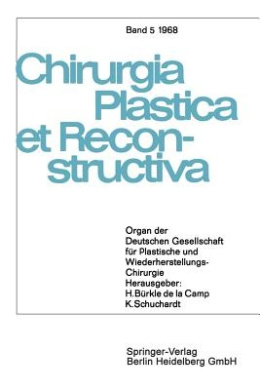 Band 5 1968
Chirurgia
Plastica
et Recon-
structiva
Organ der
Deutschen Gesellschaft
für Plastische und
Wiederherstellungs-
Chirurgie
Herausgeber:
H.Bürkle de la Camp
K.Schuchardt
Springer-Verlag
Berlin Heidelberg GmbH